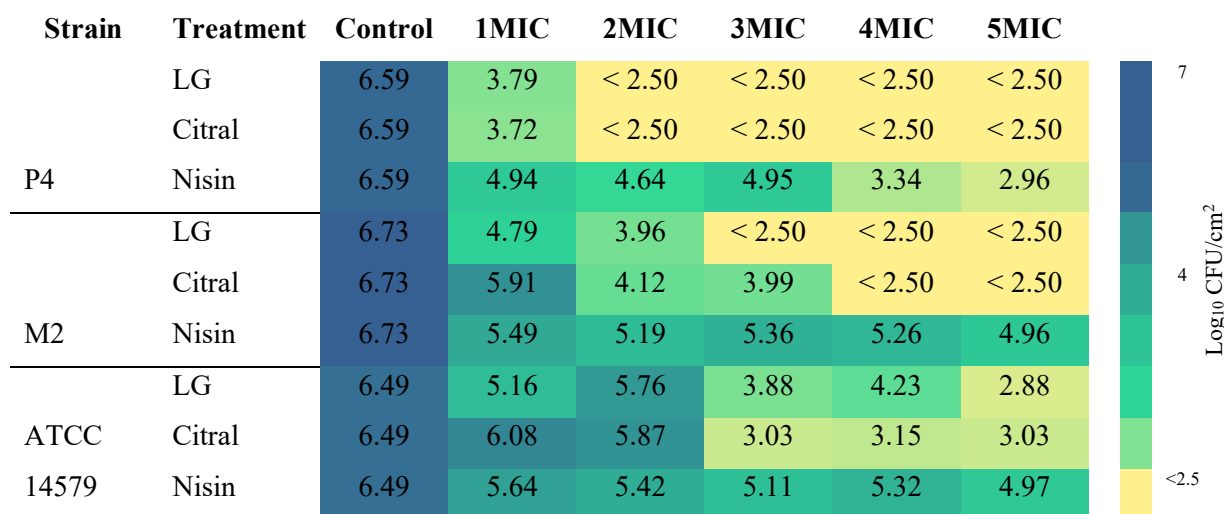 Strain Treatment Control 1MIC 2MIC 3MIC 4MIC 5MIC
LG 6.59 3.79 < 2.50 < 2.50 < 2.50 < 2.50
Citral 6.59 3.72 < 2.50 < 2.50 < 2.50 < 2.50
P4 Nisin 6.59 4.94 4.64 4.95 3.34 2.96
LG 6.73 4.79 3.96 < 2.50 < 2.50 < 2.50
Citral 6.73 5.91 4.12 3.99 < 2.50 < 2.50
M2 Nisin 6.73 5.49 5.19 5.36 5.26 4.96
LG 6.49 5.16 5.76 3.88 4.23 2.88
ATCC Citral 6.49 6.08 5.87 3.03 3.15 3.03
14579 Nisin 6.49 5.64 5.42 5.11 5.32 4.97
7
4
<2.5
Log₁₀ CFU/cm²